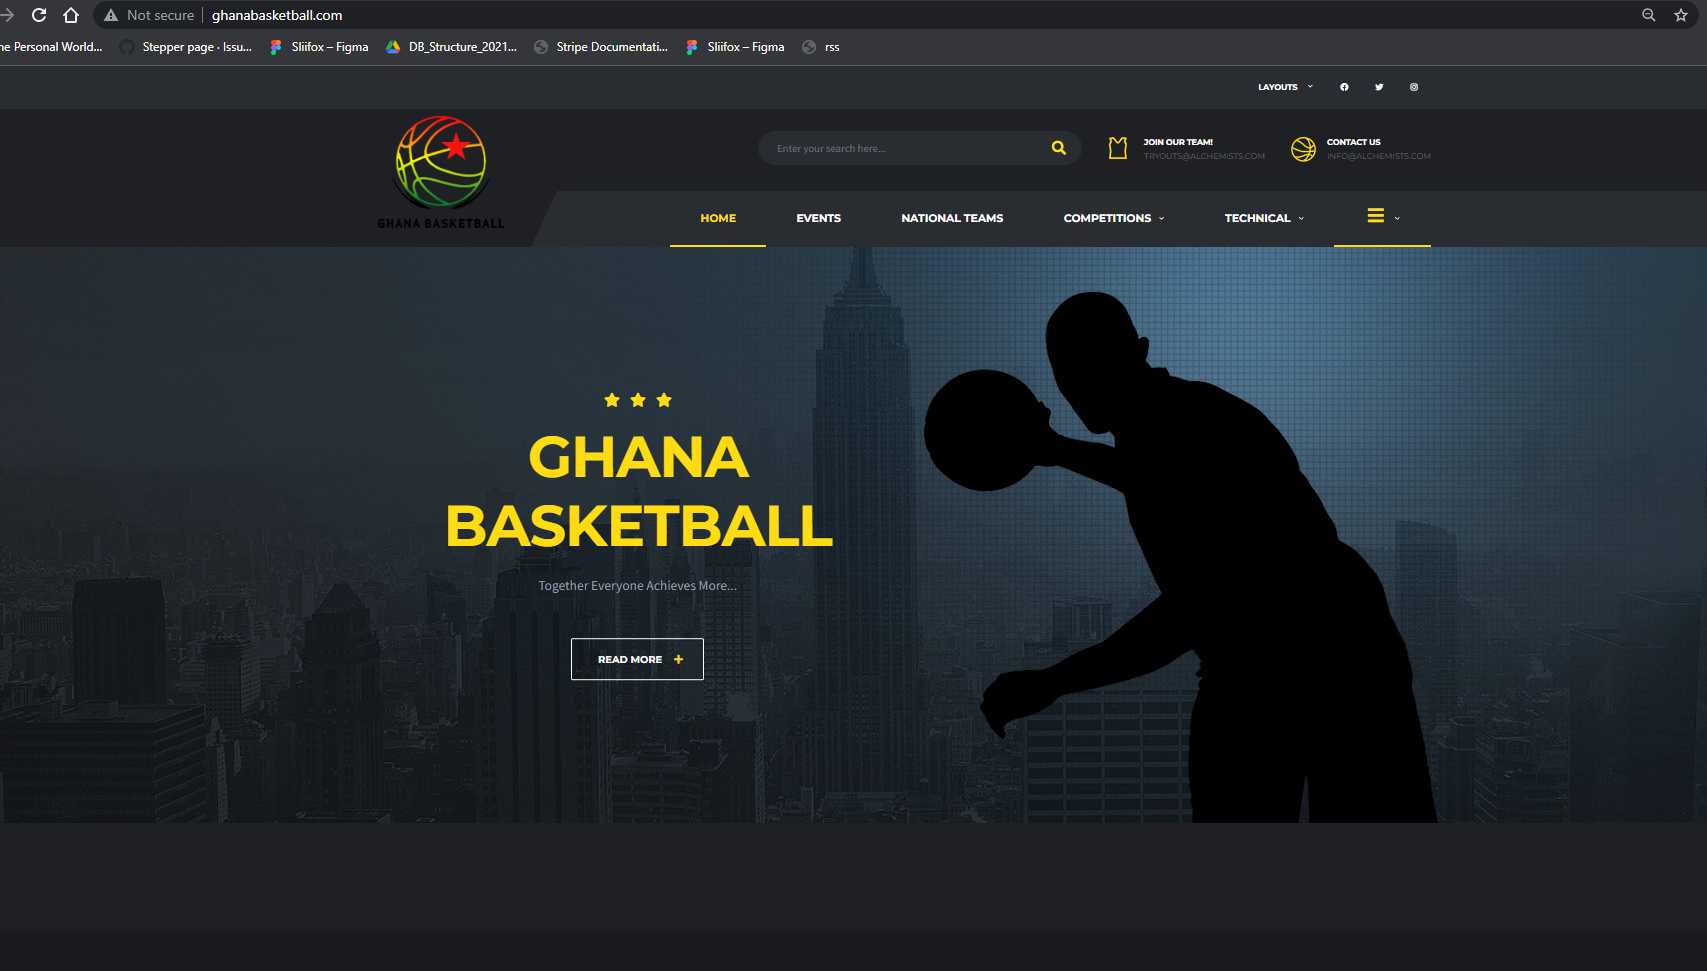 Not secure ghanabasketball.com
ne Personal World... Stepper page · Issu... Sliifox – Figma DB_Structure_2021... Stripe Documentati... Sliifox – Figma rss
LAYOUTS
GHANA BASKETBALL
Enter your search here...
JOIN OUR TEAM!
TRYOUTS@ALCHEMISTS.COM
CONTACT US
INFO@ALCHEMISTS.COM
HOME EVENTS NATIONAL TEAMS COMPETITIONS TECHNICAL
GHANA
BASKETBALL
Together Everyone Achieves More...
READ MORE +